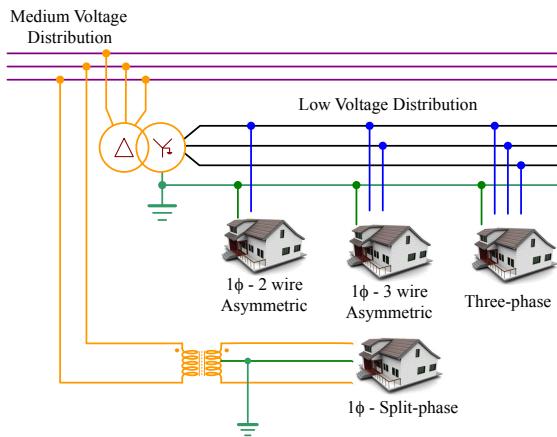 Medium Voltage
Distribution
Low Voltage Distribution
1ϕ - 2 wire
Asymmetric
1ϕ - 3 wire
Asymmetric
Three-phase
1ϕ - Split-phase